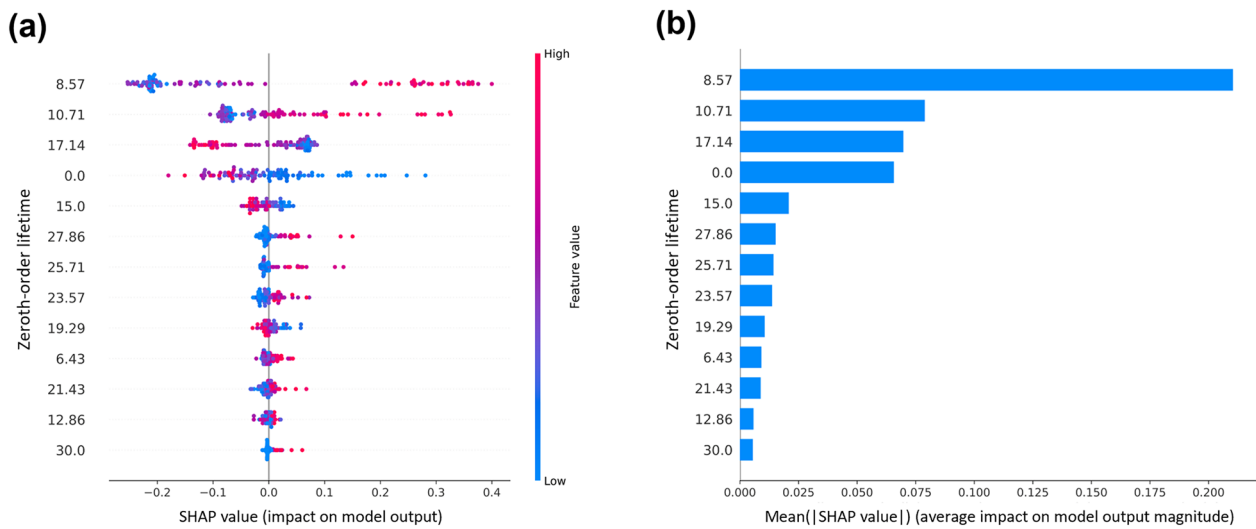 (a)
High
8.57
10.71
17.14
0.0
15.0
27.86
25.71
23.57
19.29
6.43
21.43
12.86
30.0
Zeroth-order lifetime
Feature value
Low
−0.2 −0.1 0.0 0.1 0.2 0.3 0.4
SHAP value (impact on model output)
(b)
8.57
10.71
17.14
0.0
15.0
27.86
25.71
23.57
19.29
6.43
21.43
12.86
30.0
Zeroth-order lifetime
0.000 0.025 0.050 0.075 0.100 0.125 0.150 0.175 0.200
Mean(|SHAP value|) (average impact on model output magnitude)